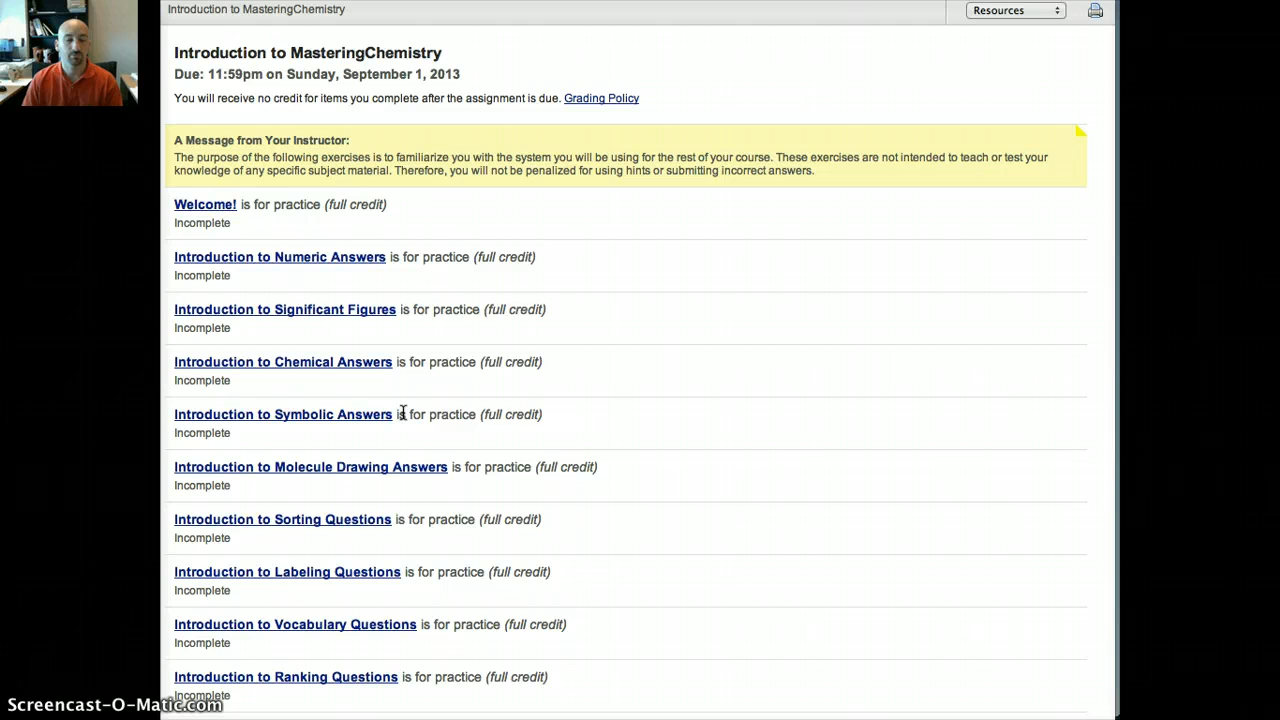 Introduction to MasteringChemistry
Resources
Introduction to MasteringChemistry
Due: 11:59pm on Sunday, September 1, 2013
You will receive no credit for items you complete after the assignment is due. Grading Policy
A Message from Your Instructor:
The purpose of the following exercises is to familiarize you with the system you will be using for the rest of your course. These exercises are not intended to teach or test your
knowledge of any specific subject material. Therefore, you will not be penalized for using hints or submitting incorrect answers.
Welcome! is for practice (full credit)
Incomplete
Introduction to Numeric Answers is for practice (full credit)
Incomplete
Introduction to Significant Figures is for practice (full credit)
Incomplete
Introduction to Chemical Answers is for practice (full credit)
Incomplete
Introduction to Symbolic Answers is for practice (full credit)
Incomplete
Introduction to Molecule Drawing Answers is for practice (full credit)
Incomplete
Introduction to Sorting Questions is for practice (full credit)
Incomplete
Introduction to Labeling Questions is for practice (full credit)
Incomplete
Introduction to Vocabulary Questions is for practice (full credit)
Incomplete
Introduction to Ranking Questions is for practice (full credit)
Incomplete
Screencast-O-Matic.com